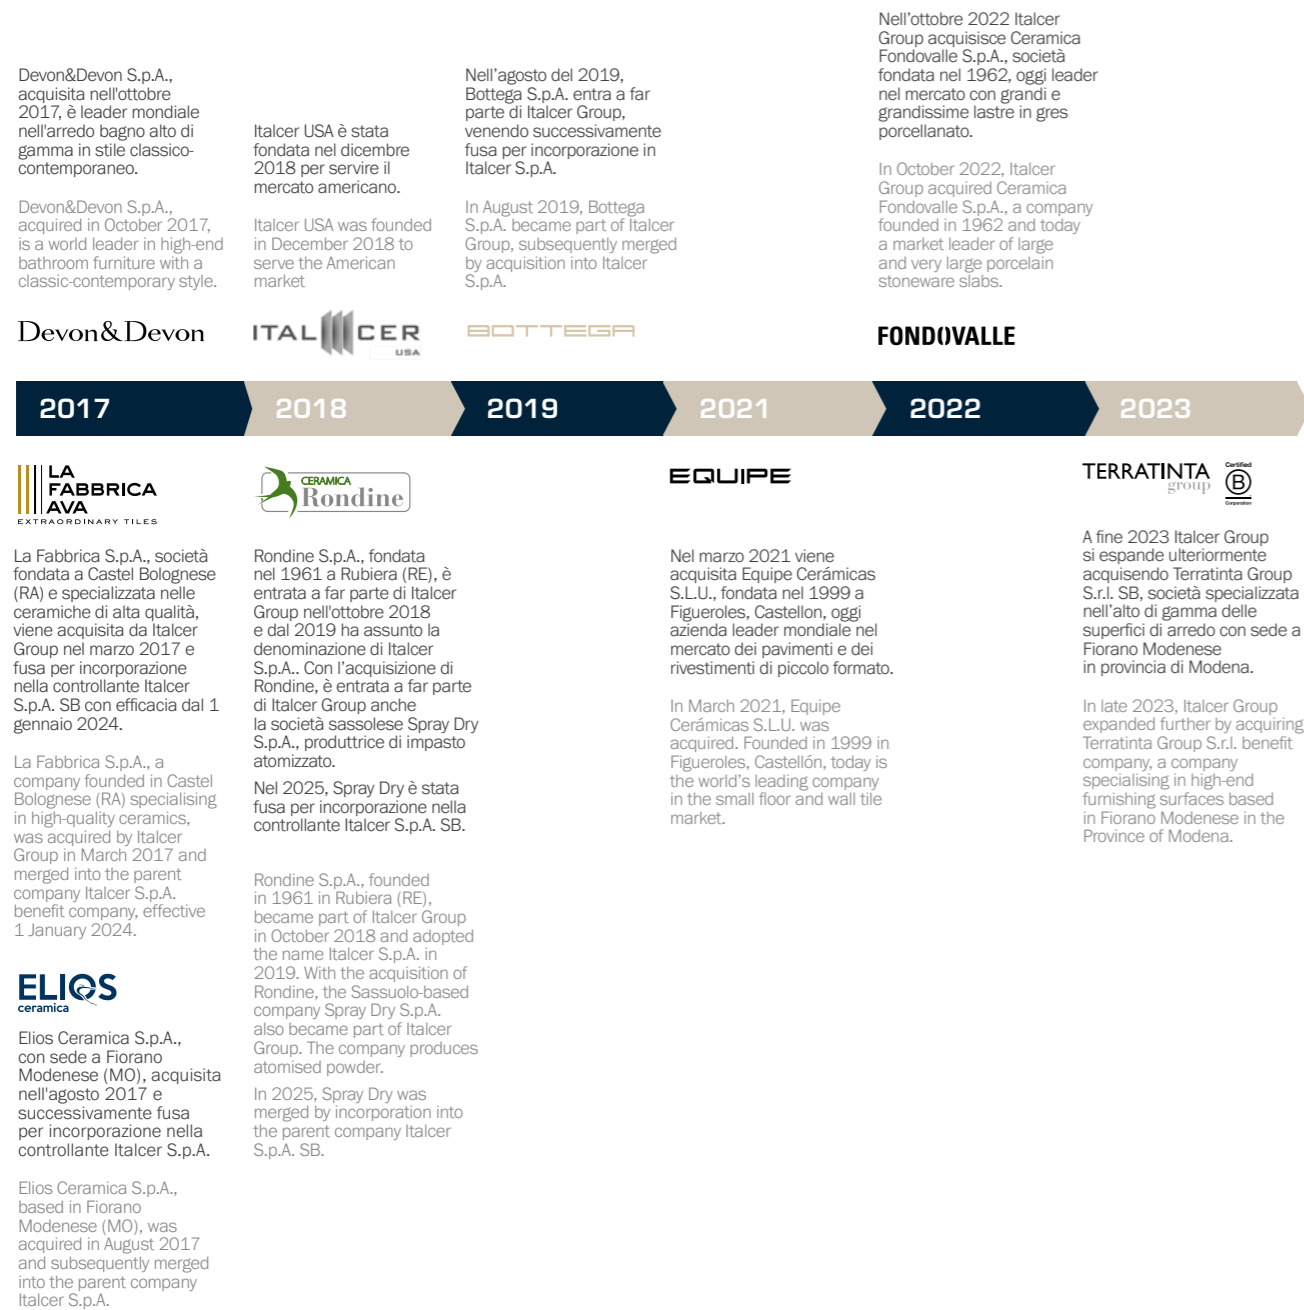 Devon&Devon S.p.A.,
acquisita nell'ottobre
2017, è leader mondiale
nell'arredo bagno alto di
gamma in stile classico-
contemporaneo.
Devon&Devon S.p.A.,
acquired in October 2017,
is a world leader in high-end
bathroom furniture with a
classic-contemporary style.
Devon&Devon
Italcer USA è stata
fondata nel dicembre
2018 per servire il
mercato americano.
Italcer USA was founded
in December 2018 to
serve the American
market
ITALCER
USA
Nell'agosto del 2019,
Bottega S.p.A. entra a far
parte di Italcer Group,
venendo successivamente
fusa per incorporazione in
Italcer S.p.A.
In August 2019, Bottega
S.p.A. became part of Italcer
Group, subsequently merged
by acquisition into Italcer
S.p.A.
BOTTEGA
Nell'ottobre 2022 Italcer
Group acquisisce Ceramica
Fondovalle S.p.A., società
fondata nel 1962, oggi leader
nel mercato con grandi e
grandissime lastre in gres
porcellanato.
In October 2022, Italcer
Group acquired Ceramica
Fondovalle S.p.A., a company
founded in 1962 and today
a market leader of large
and very large porcelain
stoneware slabs.
FONDOVALLE
2017 2018 2019 2021 2022 2023
LA
FABBRICA
AVA
EXTRAORDINARY TILES
La Fabbrica S.p.A., società
fondata a Castel Bolognese
(RA) e specializzata nelle
ceramiche di alta qualità,
viene acquisita da Italcer
Group nel marzo 2017 e
fusa per incorporazione
nella controllante Italcer
S.p.A. SB con efficacia dal 1
gennaio 2024.
La Fabbrica S.p.A., a
company founded in Castel
Bolognese (RA) specialising
in high-quality ceramics,
was acquired by Italcer
Group in March 2017 and
merged into the parent
company Italcer S.p.A.
benefit company, effective
1 January 2024.
ELIOS
ceramica
Elios Ceramica S.p.A.,
con sede a Fiorano
Modenese (MO), acquisita
nell'agosto 2017 e
successivamente fusa
per incorporazione nella
controllante Italcer S.p.A.
Elios Ceramica S.p.A.,
based in Fiorano
Modenese (MO), was
acquired in August 2017
and subsequently merged
into the parent company
Italcer S.p.A.
CERAMICA
Rondine
Rondine S.p.A., fondata
nel 1961 a Rubiera (RE), è
entrata a far parte di Italcer
Group nell'ottobre 2018
e dal 2019 ha assunto la
denominazione di Italcer
S.p.A.. Con l'acquisizione di
Rondine, è entrata a far parte
di Italcer Group anche
la società sassolese Spray Dry
S.p.A., produttrice di impasto
atomizzato.
Nel 2025, Spray Dry è stata
fusa per incorporazione nella
controllante Italcer S.p.A. SB.
Rondine S.p.A., founded
in 1961 in Rubiera (RE),
became part of Italcer Group
in October 2018 and adopted
the name Italcer S.p.A. in
2019. With the acquisition of
Rondine, the Sassuolo-based
company Spray Dry S.p.A.
also became part of Italcer
Group. The company produces
atomised powder.
In 2025, Spray Dry was
merged by incorporation into
the parent company Italcer
S.p.A. SB.
EQUIPE
Nel marzo 2021 viene
acquisita Equipe Cerámicas
S.L.U., fondata nel 1999 a
Figueroles, Castellon, oggi
azienda leader mondiale nel
mercato dei pavimenti e dei
rivestimenti di piccolo formato.
In March 2021, Equipe
Cerámicas S.L.U. was
acquired. Founded in 1999 in
Figueroles, Castellón, today is
the world's leading company
in the small floor and wall tile
market.
TERRATINTA
group
Certified
B
Corporation
A fine 2023 Italcer Group
si espande ulteriormente
acquisendo Terratinta Group
S.r.l. SB, società specializzata
nell'alto di gamma delle
superfici di arredo con sede a
Fiorano Modenese
in provincia di Modena.
In late 2023, Italcer Group
expanded further by acquiring
Terratinta Group S.r.l. benefit
company, a company
specialising in high-end
furnishing surfaces based
in Fiorano Modenese in the
Province of Modena.